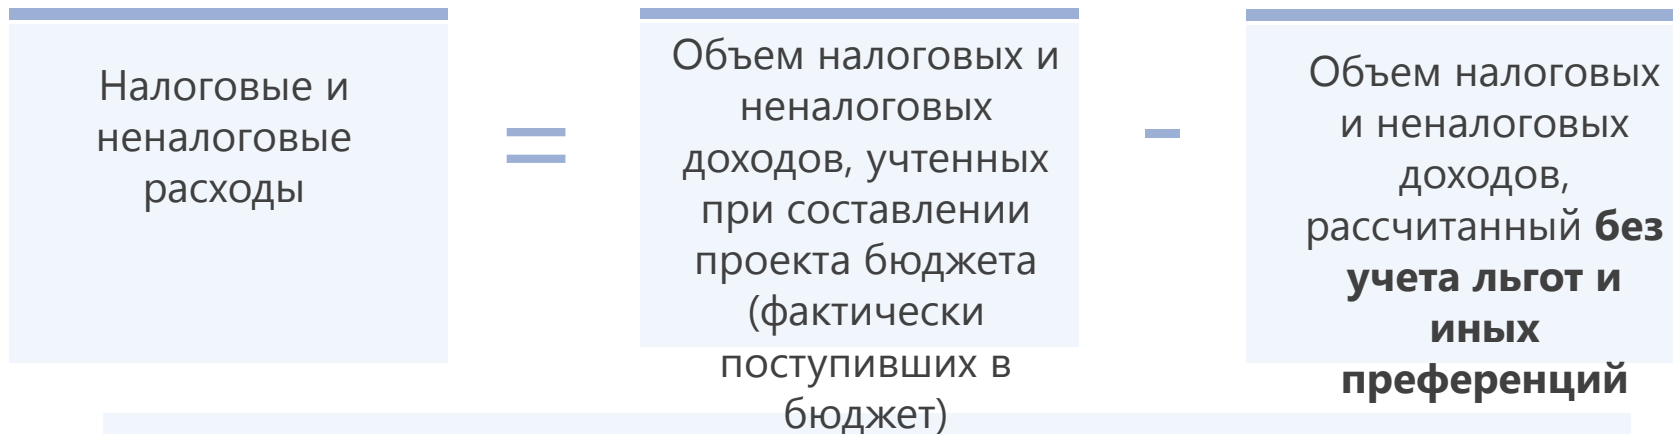 Налоговые и
неналоговые
расходы
=
Объем налоговых и
неналоговых
доходов, учтенных
при составлении
проекта бюджета
(фактически
поступивших в
бюджет)
-
Объем налоговых
и неналоговых
доходов,
рассчитанный без
учета льгот и
иных
преференций